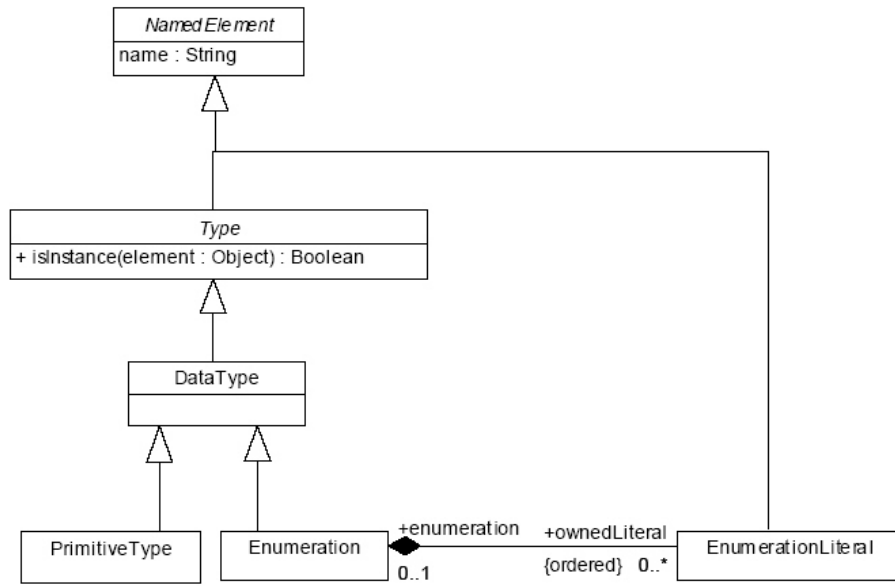 NamedElement
name : String
Type
+ isInstance(element : Object) : Boolean
DataType
PrimitiveType
Enumeration
+enumeration
0..1
+ownedLiteral
{ordered} 0..*
EnumerationLiteral